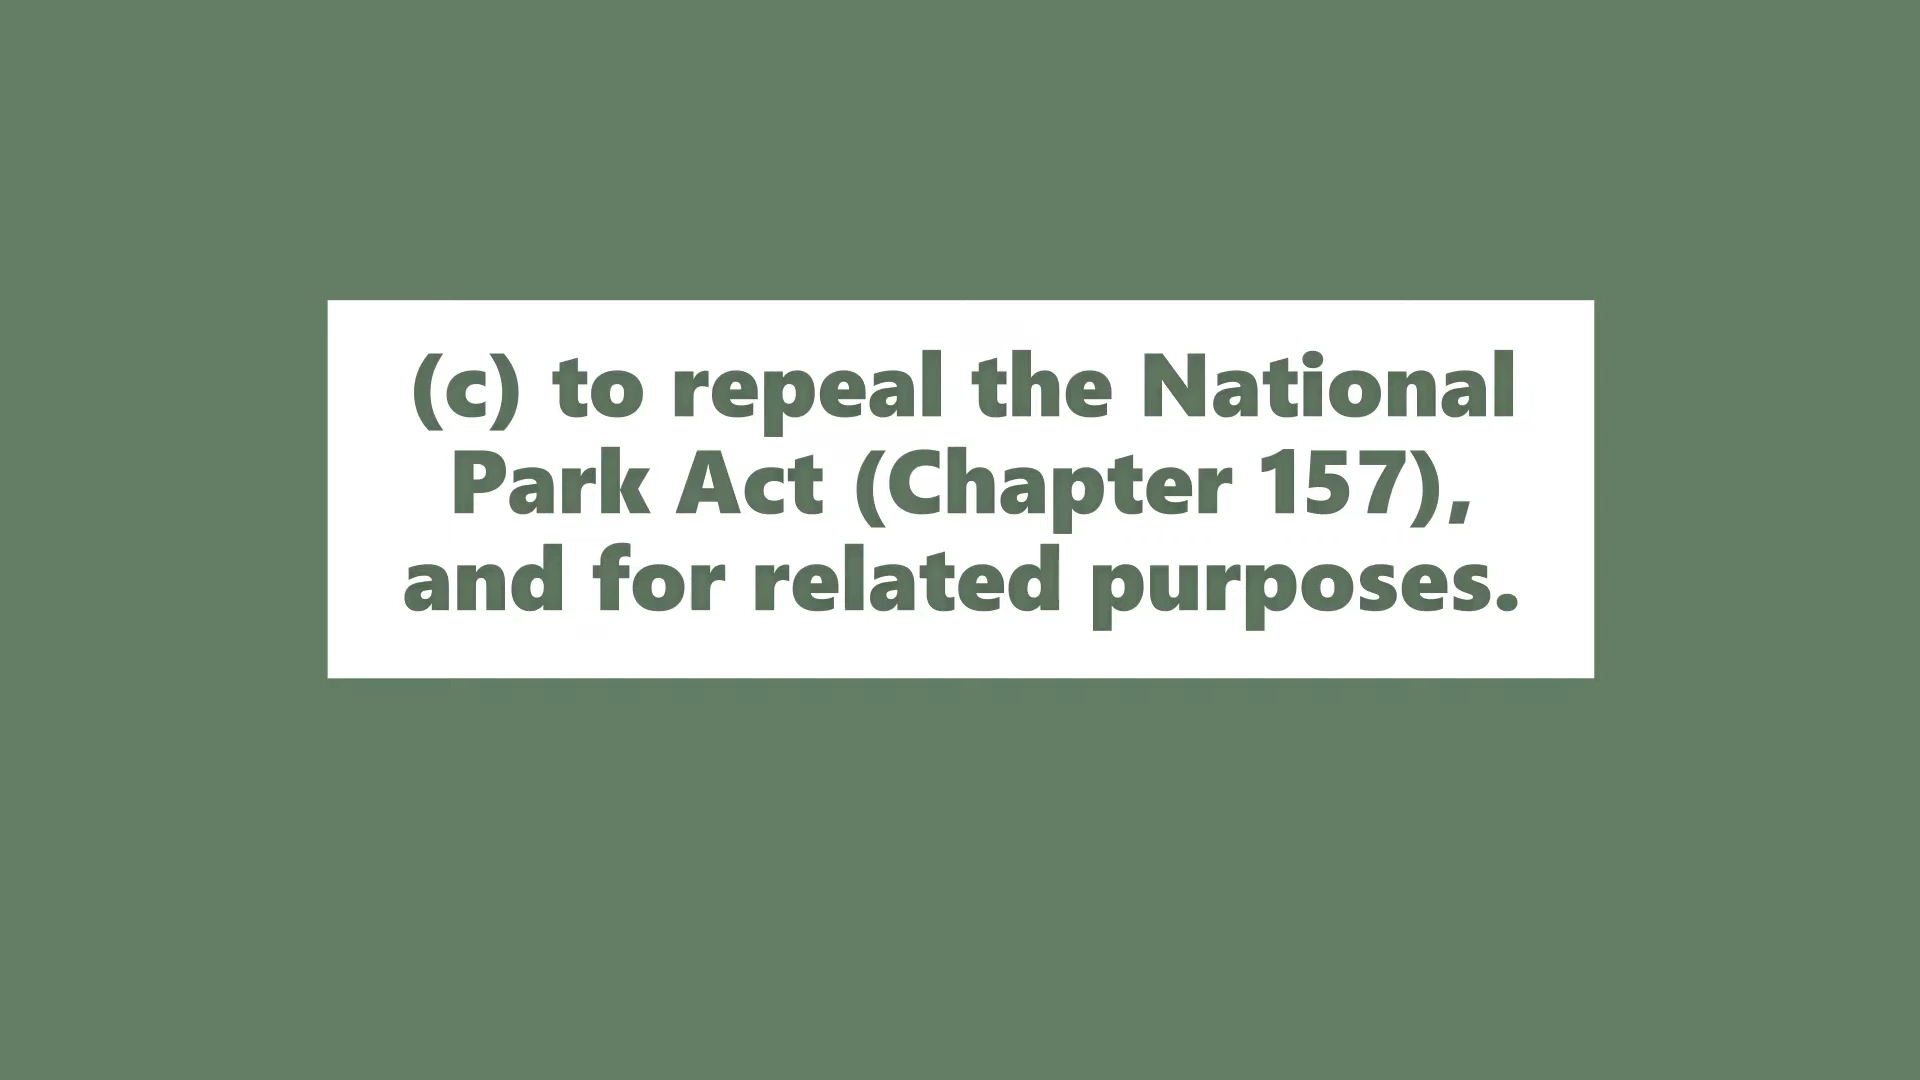 (c) to repeal the National
Park Act (Chapter 157),
and for related purposes.